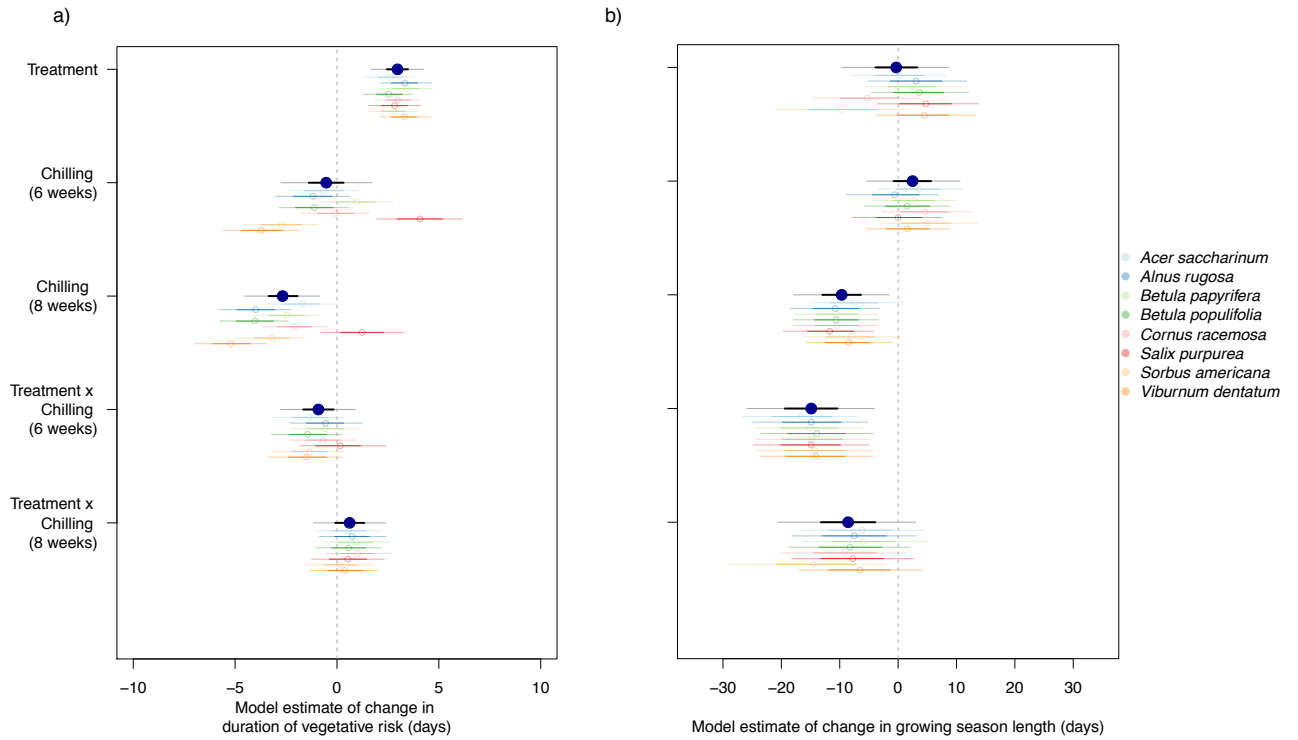 a)
Treatment
Chilling
(6 weeks)
Chilling
(8 weeks)
Treatment x
Chilling
(6 weeks)
Treatment x
Chilling
(8 weeks)
−10
−5
0
5
10
Model estimate of change in
duration of vegetative risk (days)
b)
−30
−20
−10
0
10
20
30
Model estimate of change in growing season length (days)
Acer saccharinum
Alnus rugosa
Betula papyrifera
Betula populifolia
Cornus racemosa
Salix purpurea
Sorbus americana
Viburnum dentatum